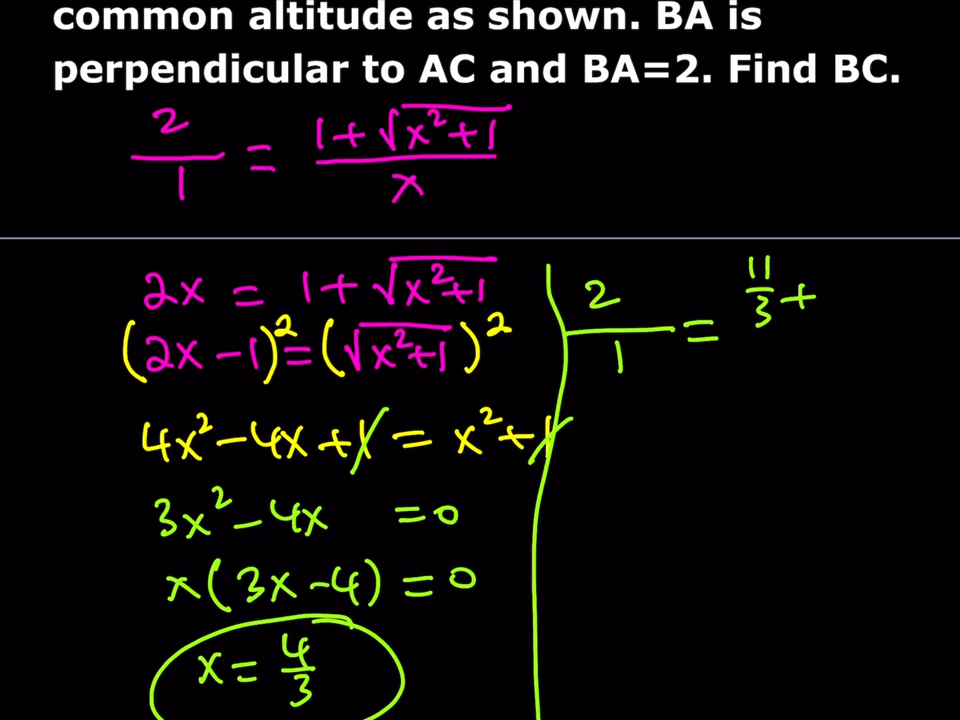 common altitude as shown. BA is
perpendicular to AC and BA=2. Find BC.
2/1 = (1+√(x²+1))/x
2x = 1+√(x²+1)
(2x-1)² = (√(x²+1))²
4x²-4x+1 = x²+1
3x²-4x =0
x(3x-4)=0
x= 4/3
2/1 = 11/3 +